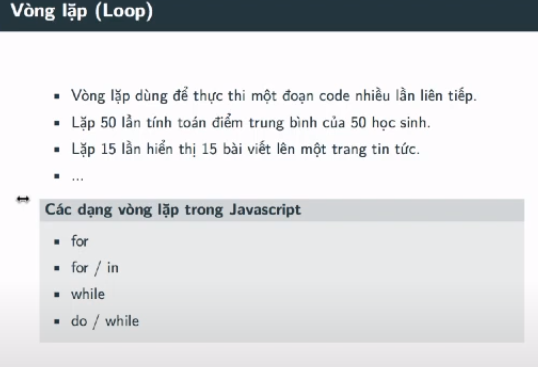 Vòng lặp (Loop)
Vòng lặp dùng để thực thi một đoạn code nhiều lần liên tiếp.
Lặp 50 lần tính toán điểm trung bình của 50 học sinh.
Lặp 15 lần hiển thị 15 bài viết lên một trang tin tức.
...
Các dạng vòng lặp trong Javascript
for
for / in
while
do / while